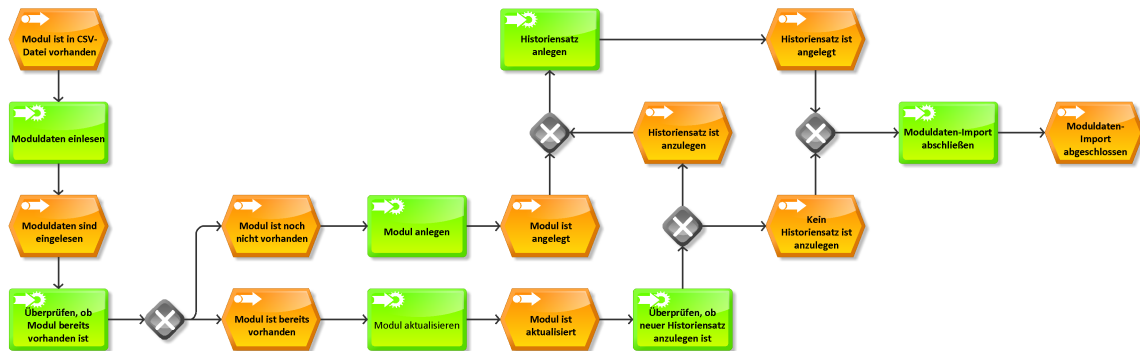 Modul ist in CSV-
Datei vorhanden
Historiensatz
anlegen
Historiensatz ist
angelegt
Moduldaten einlesen
Historiensatz ist
anzulegen
Moduldaten-Import
abschließen
Moduldaten-
Import
abgeschlossen
Moduldaten sind
eingelesen
Modul ist noch
nicht vorhanden
Modul anlegen
Modul ist
angelegt
Kein
Historiensatz ist
anzulegen
Überprüfen, ob
Modul bereits
vorhanden ist
Modul ist bereits
vorhanden
Modul aktualisieren
Modul ist
aktualisiert
Überprüfen, ob
neuer Historiensatz
anzulegen ist